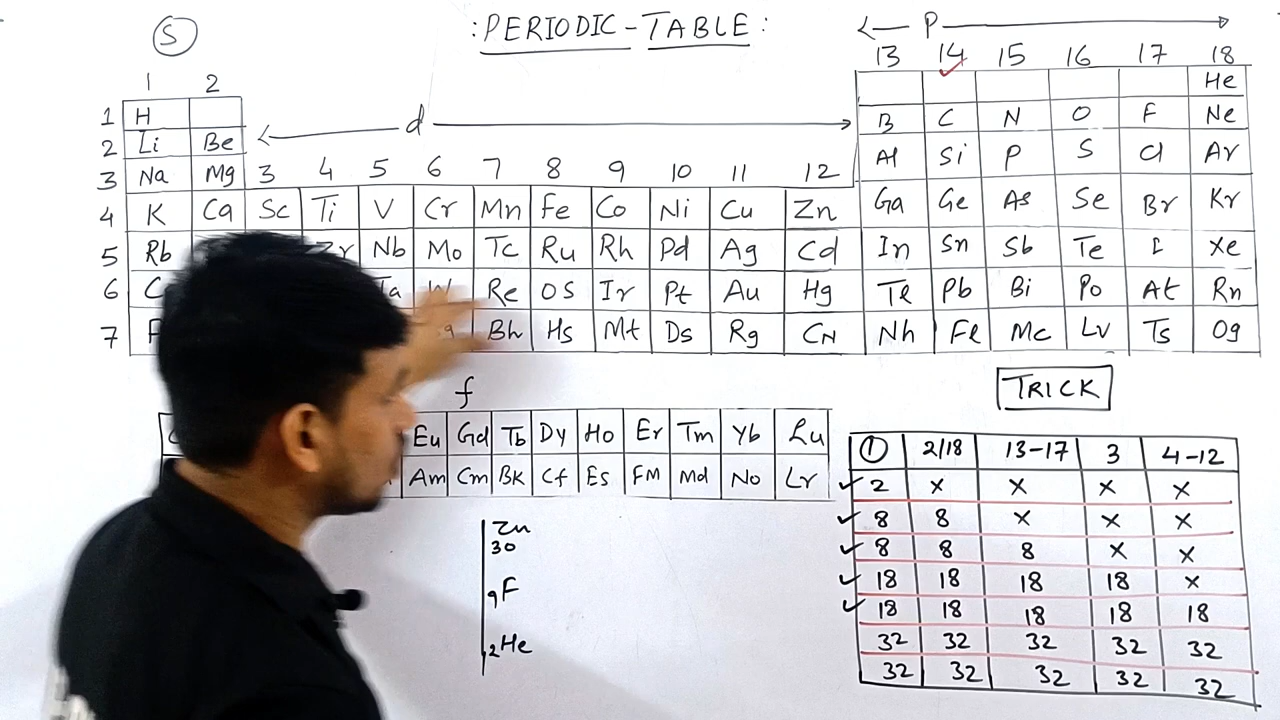 S
: PERIODIC-TABLE :
P
13 14 15 16 17 18
1 2
He
1 H
d
B C N O F Ne
2 Li Be
Al Si P S Cl Ar
3 Na Mg 3 4 5 6 7 8 9 10 11 12
4 K Ca Sc Ti V Cr Mn Fe Co Ni Cu Zn Ga Ge As Se Br Kr
5 Rb Zr Nb Mo Tc Ru Rh Pd Ag Cd In Sn Sb Te I Xe
6 Re OS Ir Pt Au Hg Tl Pb Bi Po At Rn
7 Bh Hs Mt Ds Rg CN Nh Fl Mc Lv Ts Og
f
TRICK
Eu Gd Tb Dy Ho Er Tm Yb Lu
Am Cm BK Cf Es FM Md No Lr
1 2/18 13-17 3 4-12
2 x x x x
8 8 x x x
8 8 8 x x
18 18 18 18 x
18 18 18 18 18
32 32 32 32 32
32 32 32 32 32
Zn
30
9F
2He